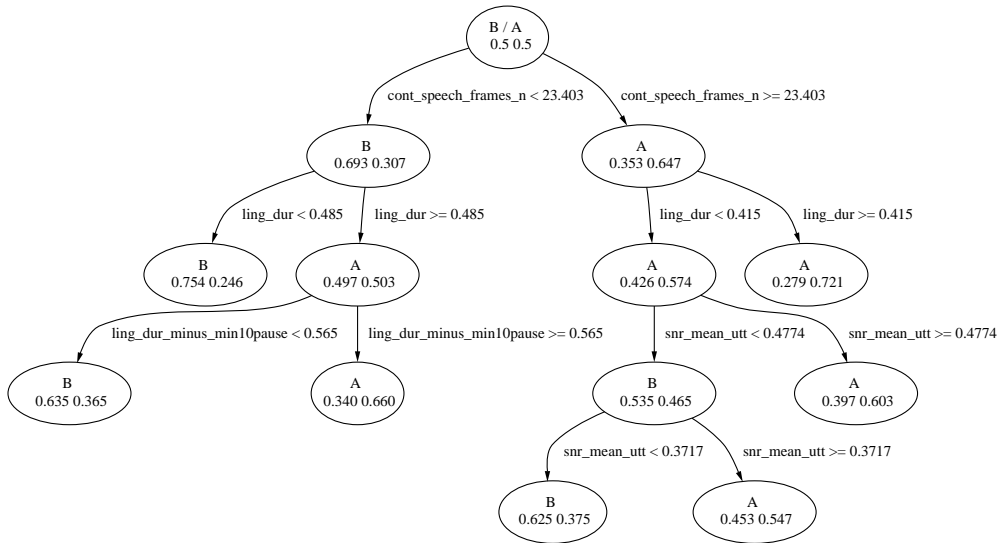 B / A
0.5 0.5
cont_speech_frames_n < 23.403
cont_speech_frames_n >= 23.403
B
0.693 0.307
A
0.353 0.647
ling_dur < 0.485
ling_dur >= 0.485
ling_dur < 0.415
ling_dur >= 0.415
B
0.754 0.246
A
0.497 0.503
A
0.426 0.574
A
0.279 0.721
ling_dur_minus_min10pause < 0.565
ling_dur_minus_min10pause >= 0.565
snr_mean_utt < 0.4774
snr_mean_utt >= 0.4774
B
0.635 0.365
A
0.340 0.660
B
0.535 0.465
A
0.397 0.603
snr_mean_utt < 0.3717
snr_mean_utt >= 0.3717
B
0.625 0.375
A
0.453 0.547